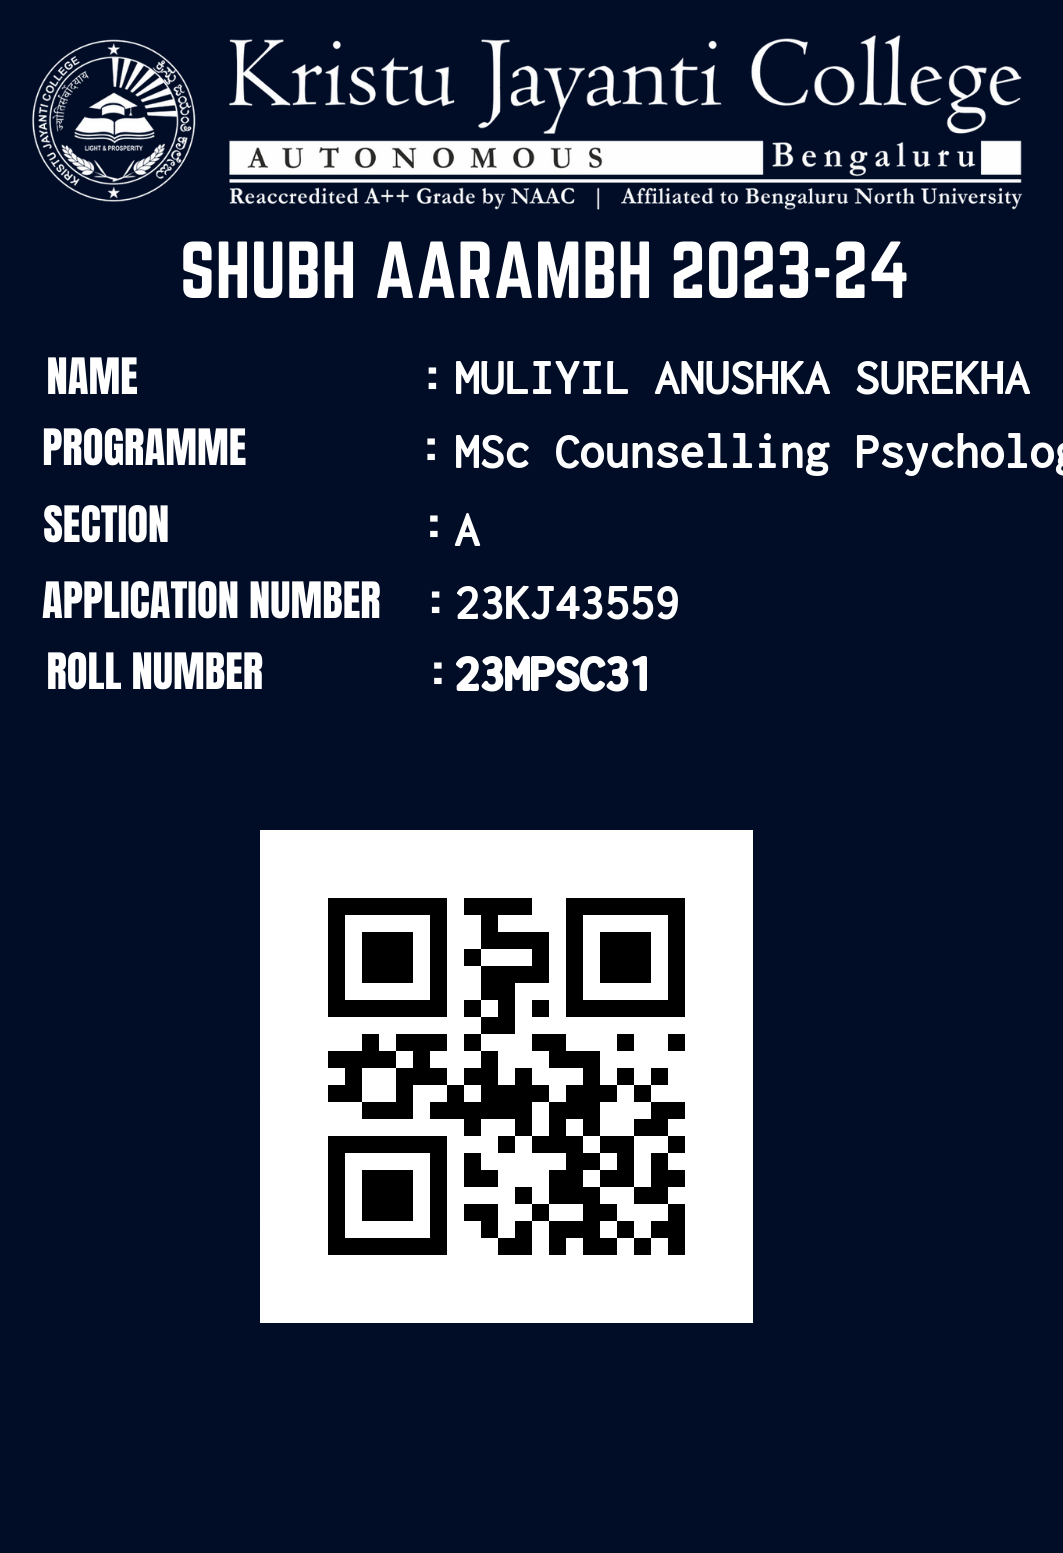 KRISTU JAYANTI COLLEGE
LIGHT & PROSPERITY
Kristu Jayanti College
AUTONOMOUS Bengaluru
Reaccredited A++ Grade by NAAC | Affiliated to Bengaluru North University
SHUBH AARAMBH 2023-24
NAME : MULIYIL ANUSHKA SUREKHA
PROGRAMME : MSc Counselling Psycholog
SECTION : A
APPLICATION NUMBER : 23KJ43559
ROLL NUMBER : 23MPSC31